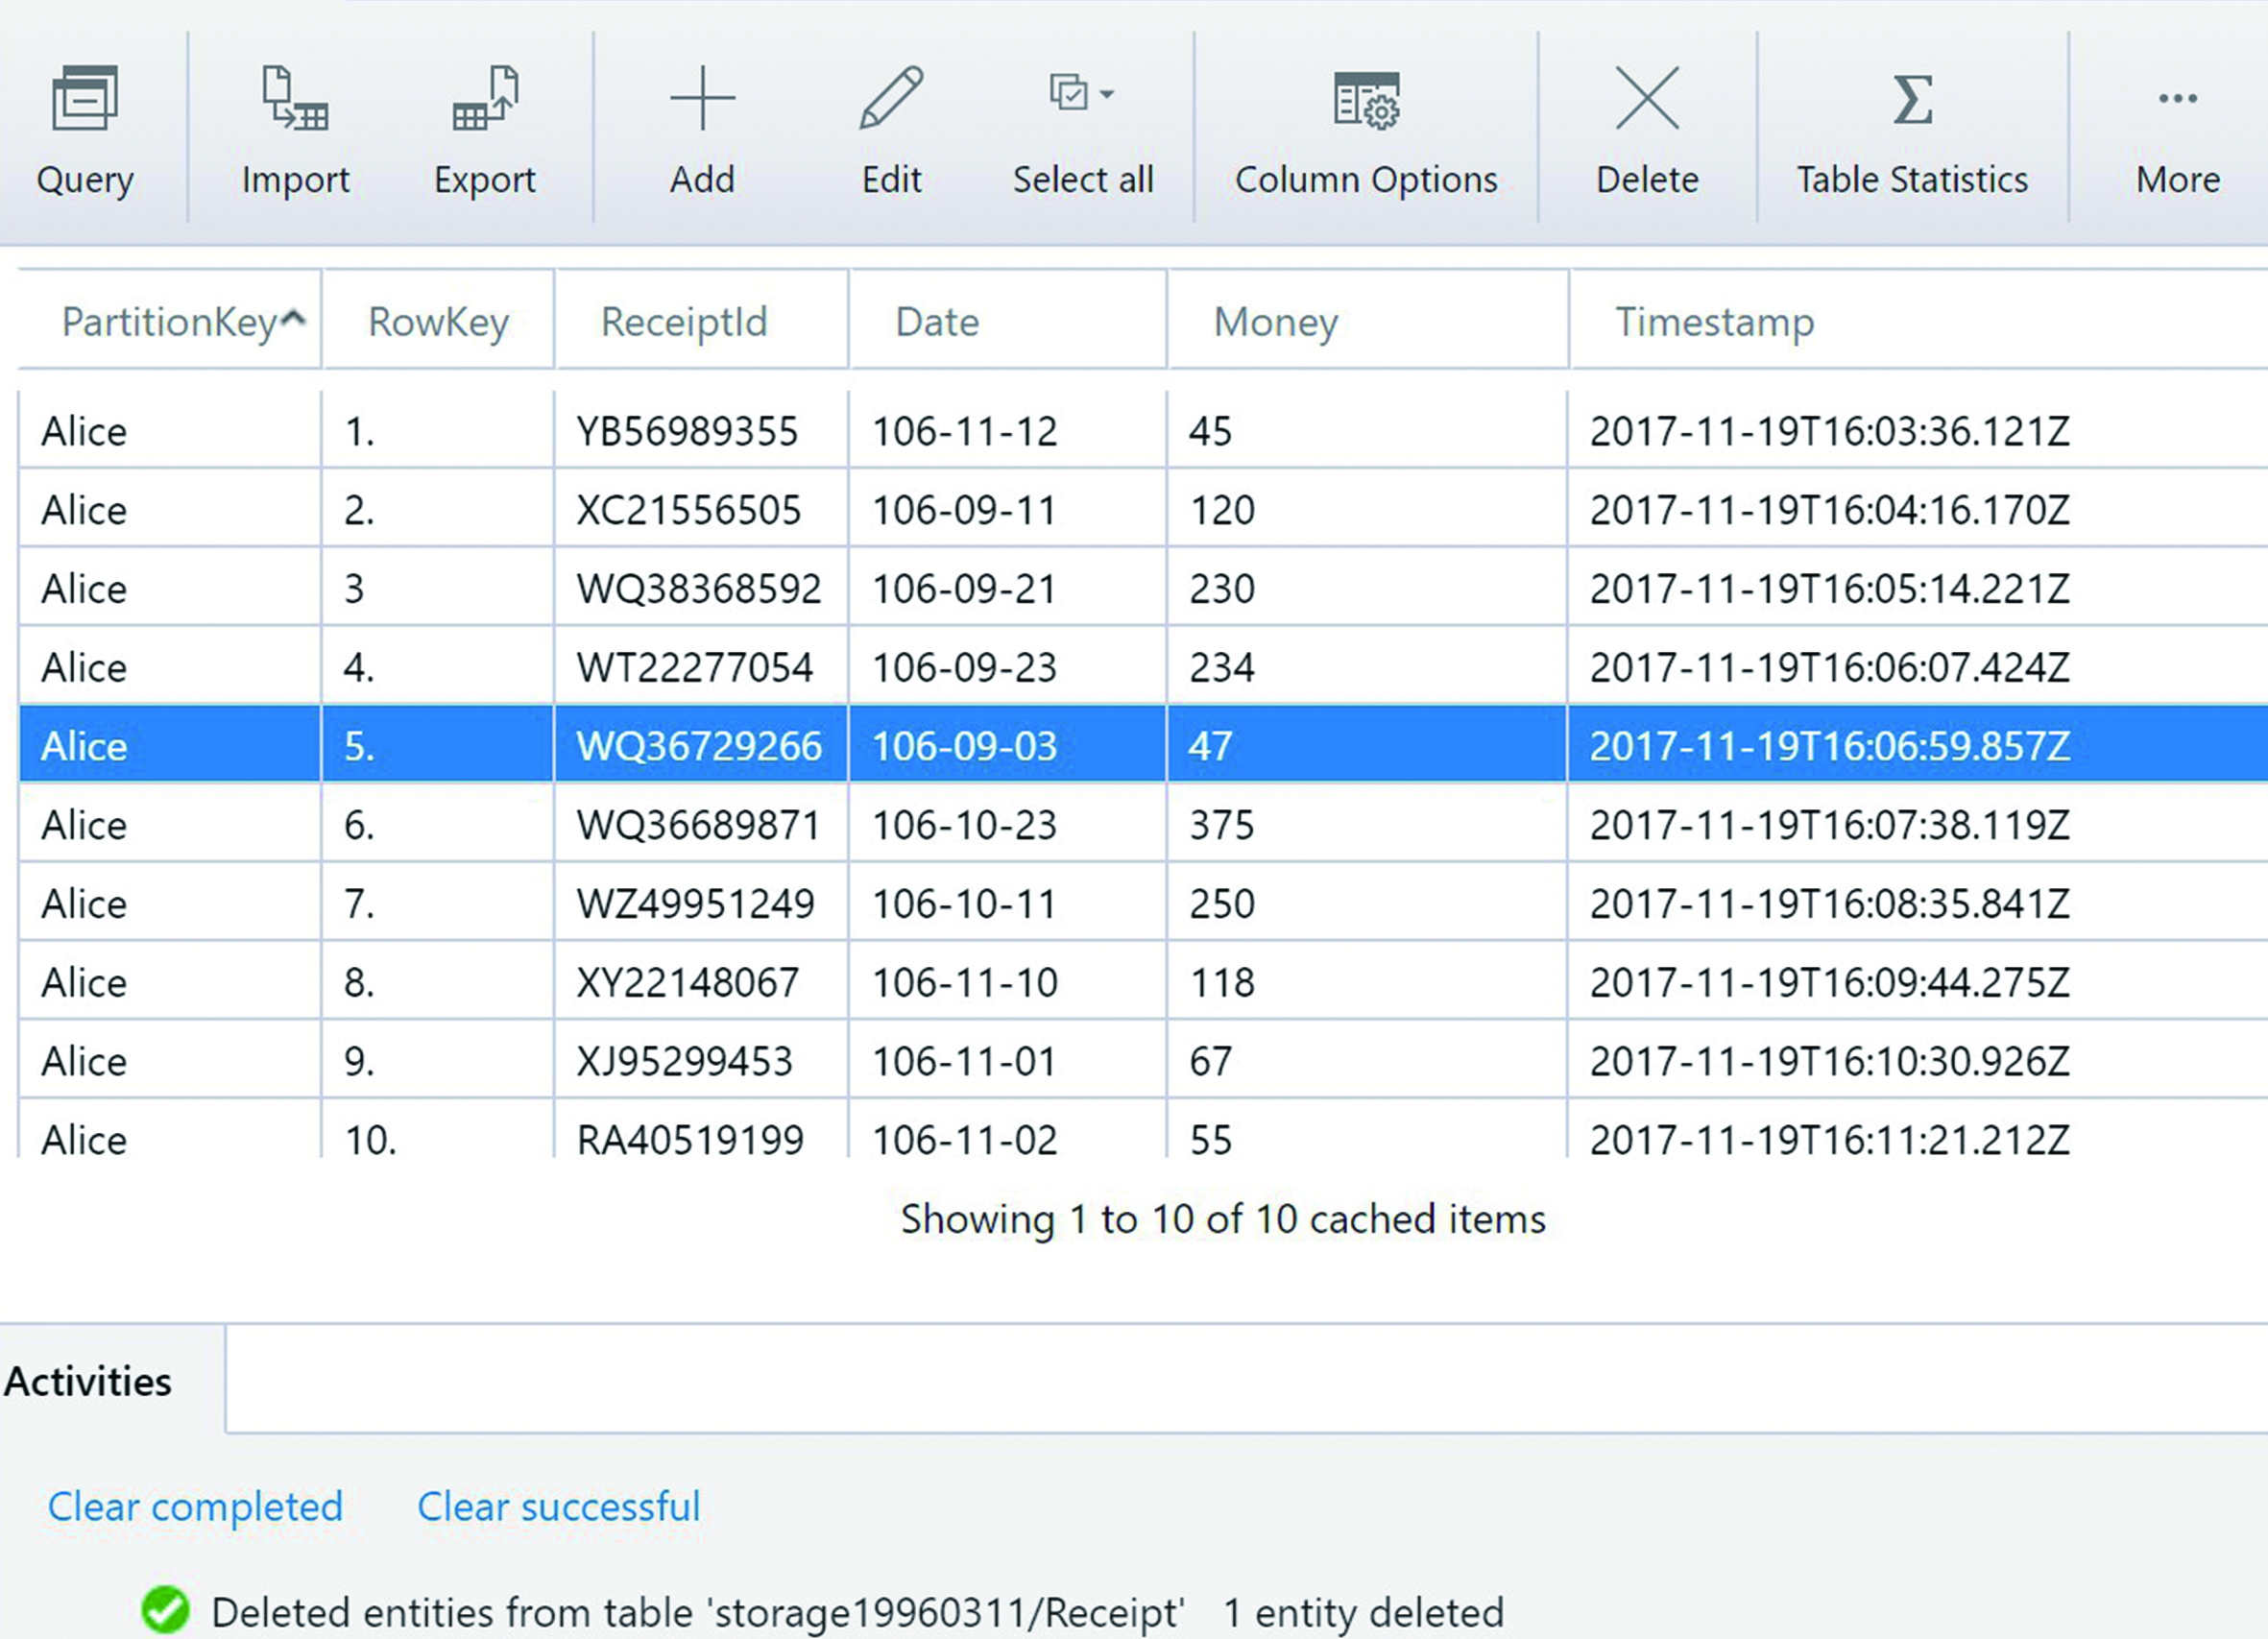 Query Import Export Add Edit Select all Column Options Delete Table Statistics More
PartitionKey RowKey ReceiptId Date Money Timestamp
Alice 1. YB56989355 106-11-12 45 2017-11-19T16:03:36.121Z
Alice 2. XC21556505 106-09-11 120 2017-11-19T16:04:16.170Z
Alice 3 WQ38368592 106-09-21 230 2017-11-19T16:05:14.221Z
Alice 4. WT22277054 106-09-23 234 2017-11-19T16:06:07.424Z
Alice 5. WQ36729266 106-09-03 47 2017-11-19T16:06:59.857Z
Alice 6. WQ36689871 106-10-23 375 2017-11-19T16:07:38.119Z
Alice 7. WZ49951249 106-10-11 250 2017-11-19T16:08:35.841Z
Alice 8. XY22148067 106-11-10 118 2017-11-19T16:09:44.275Z
Alice 9. XJ95299453 106-11-01 67 2017-11-19T16:10:30.926Z
Alice 10. RA40519199 106-11-02 55 2017-11-19T16:11:21.212Z
Showing 1 to 10 of 10 cached items
Activities
Clear completed Clear successful
Deleted entities from table 'storage19960311/Receipt' 1 entity deleted